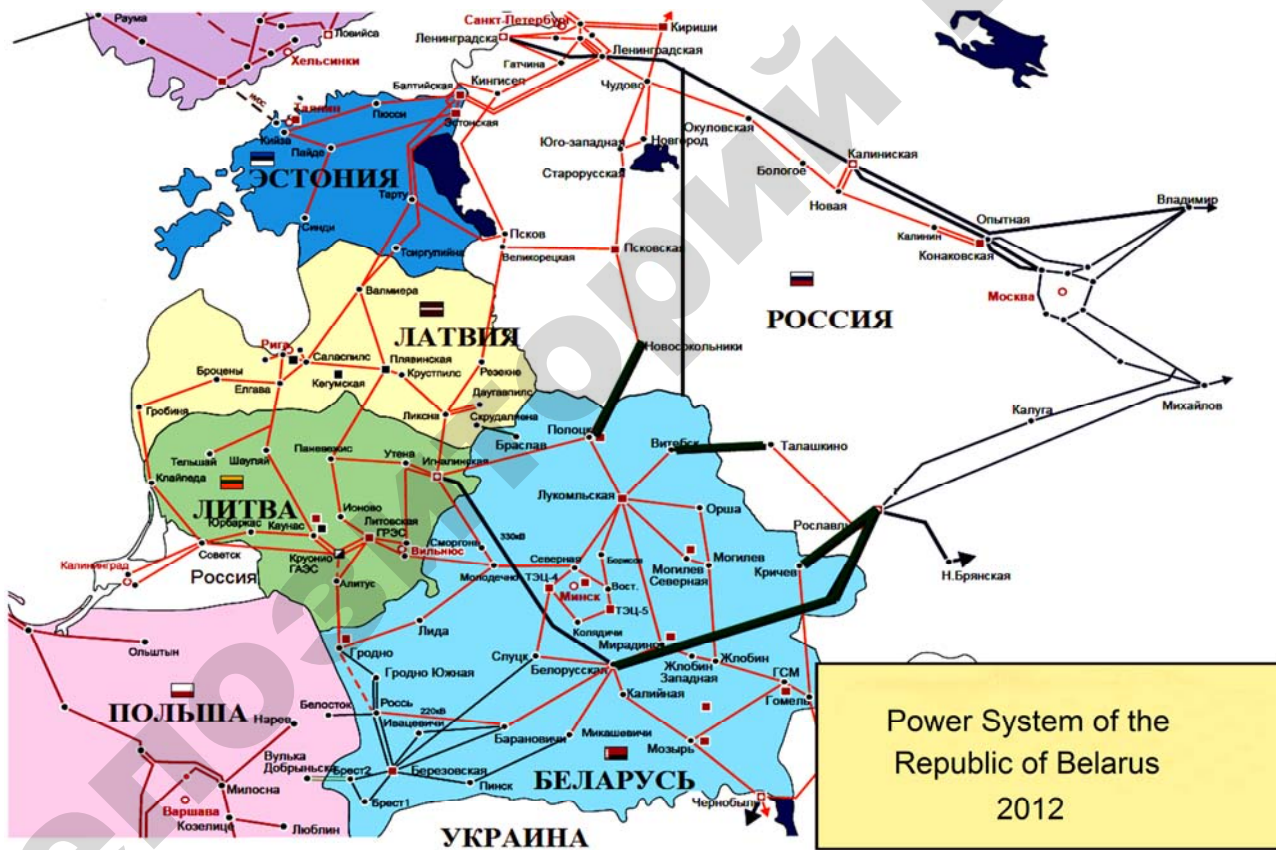 Раума
Ловийса
Хельсинки
Санкт-Петербург
Кириши
Ленинградска
Ленинградская
Гатчина
Кингисеп
Чудово
Балтийская
Таллин
Пюсси
Эстонская
Кийза
Пайде
ЭСТОНИЯ
Синди
Тарту
Тсиргулийна
Псков
Великорецкая
Псковская
Юго-западная
Новгород
Старорусская
Окуловская
Бологое
Калиниская
Новая
Калинин
Опытная
Конаковская
Владимир
Москва
РОССИЯ
Михайлов
Калуга
Новосокольники
Валмиера
ЛАТВИЯ
Рига
Саласпилс
Плявинская
Кегумская
Крустпилс
Резекне
Броцены
Елгава
Гробиня
Ликсна
Даугавпилс
Скрудалиена
Браслав
Полоцк
Витебск
Талашкино
Тельшай
Шауляй
Паневежис
Утена
Игналинская
Клайпеда
ЛИТВА
Юрбаркас
Каунас
Ионово
Литовская
ГРЭС
Вильнюс
Круонио
ГАЭС
Алитус
Советск
Калининград
Россия
Сморгонь
330кВ
Молодечно
Северная
Борисов
Лукомльская
Орша
Могилев
Могилев
Северная
Рославль
Кричев
Н.Брянская
ТЭЦ-4
Минск
Вост.
ТЭЦ-5
Колядичи
Лида
Гродно
Гродно Южная
Слуцк
Белорусская
Мирадино
Жлобин
Западная
Жлобин
ГСМ
Гомель
Калийная
Ольштын
ПОЛЬША
Нарев
Белосток
Россь
Ивацевичи
220кВ
Барановичи
Микашевичи
Мозырь
Вулька
Добрыньска
Брест2
Березовская
Пинск
БЕЛАРУСЬ
Брест1
Чернобыль
Милосна
Варшава
Козелице
Люблин
УКРАИНА
Power System of the
Republic of Belarus
2012